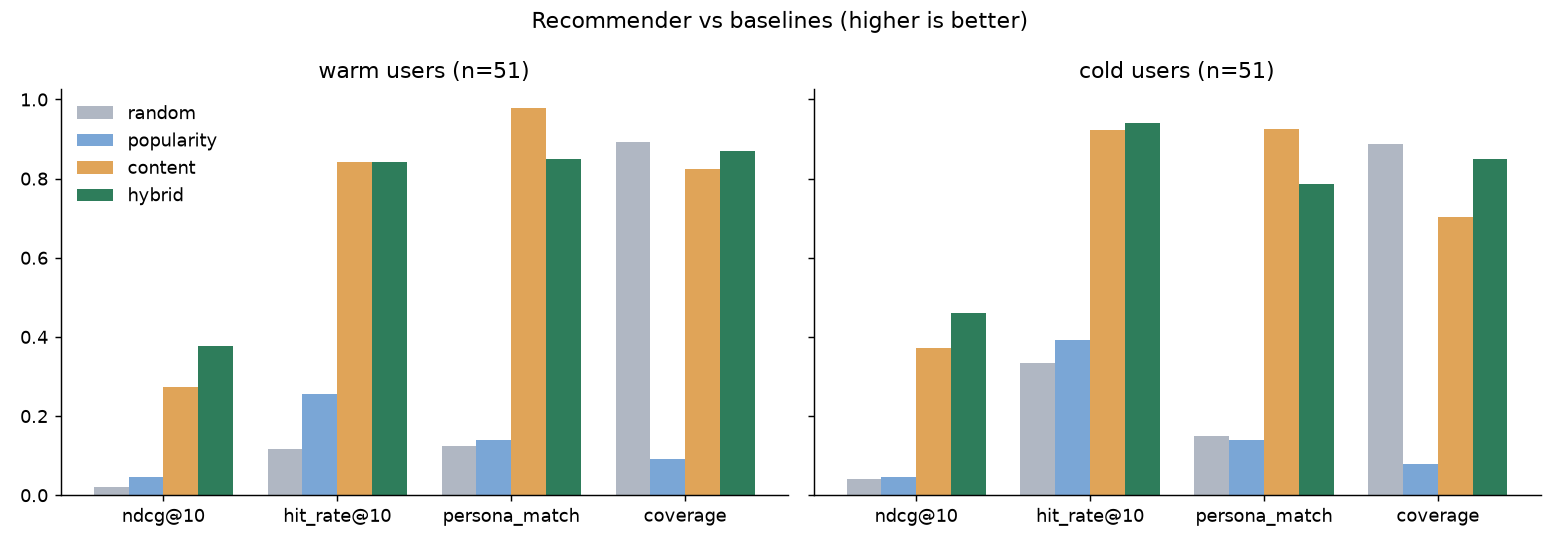 Recommender vs baselines (higher is better)
warm users (n=51)
cold users (n=51)
random
popularity
content
hybrid
1.0
0.8
0.6
0.4
0.2
0.0
ndcg@10
hit_rate@10
persona_match
coverage
ndcg@10
hit_rate@10
persona_match
coverage